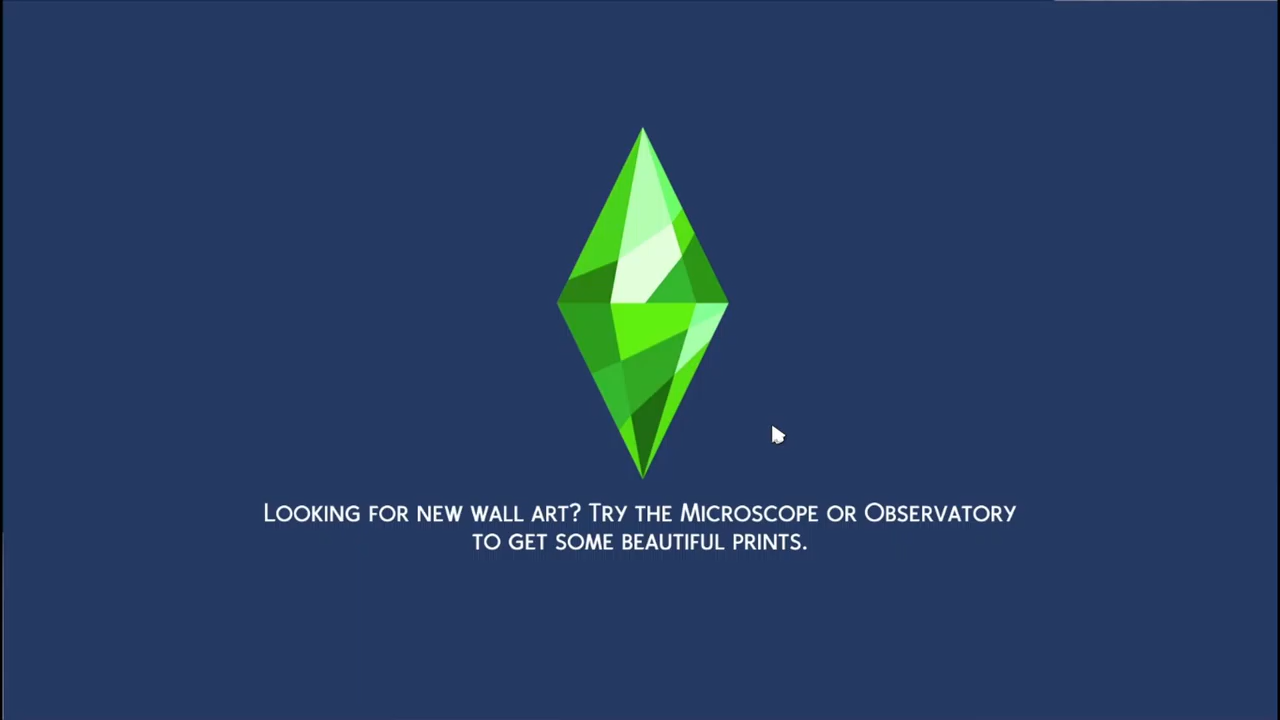 Looking for new wall art? Try the Microscope or Observatory
to get some beautiful prints.